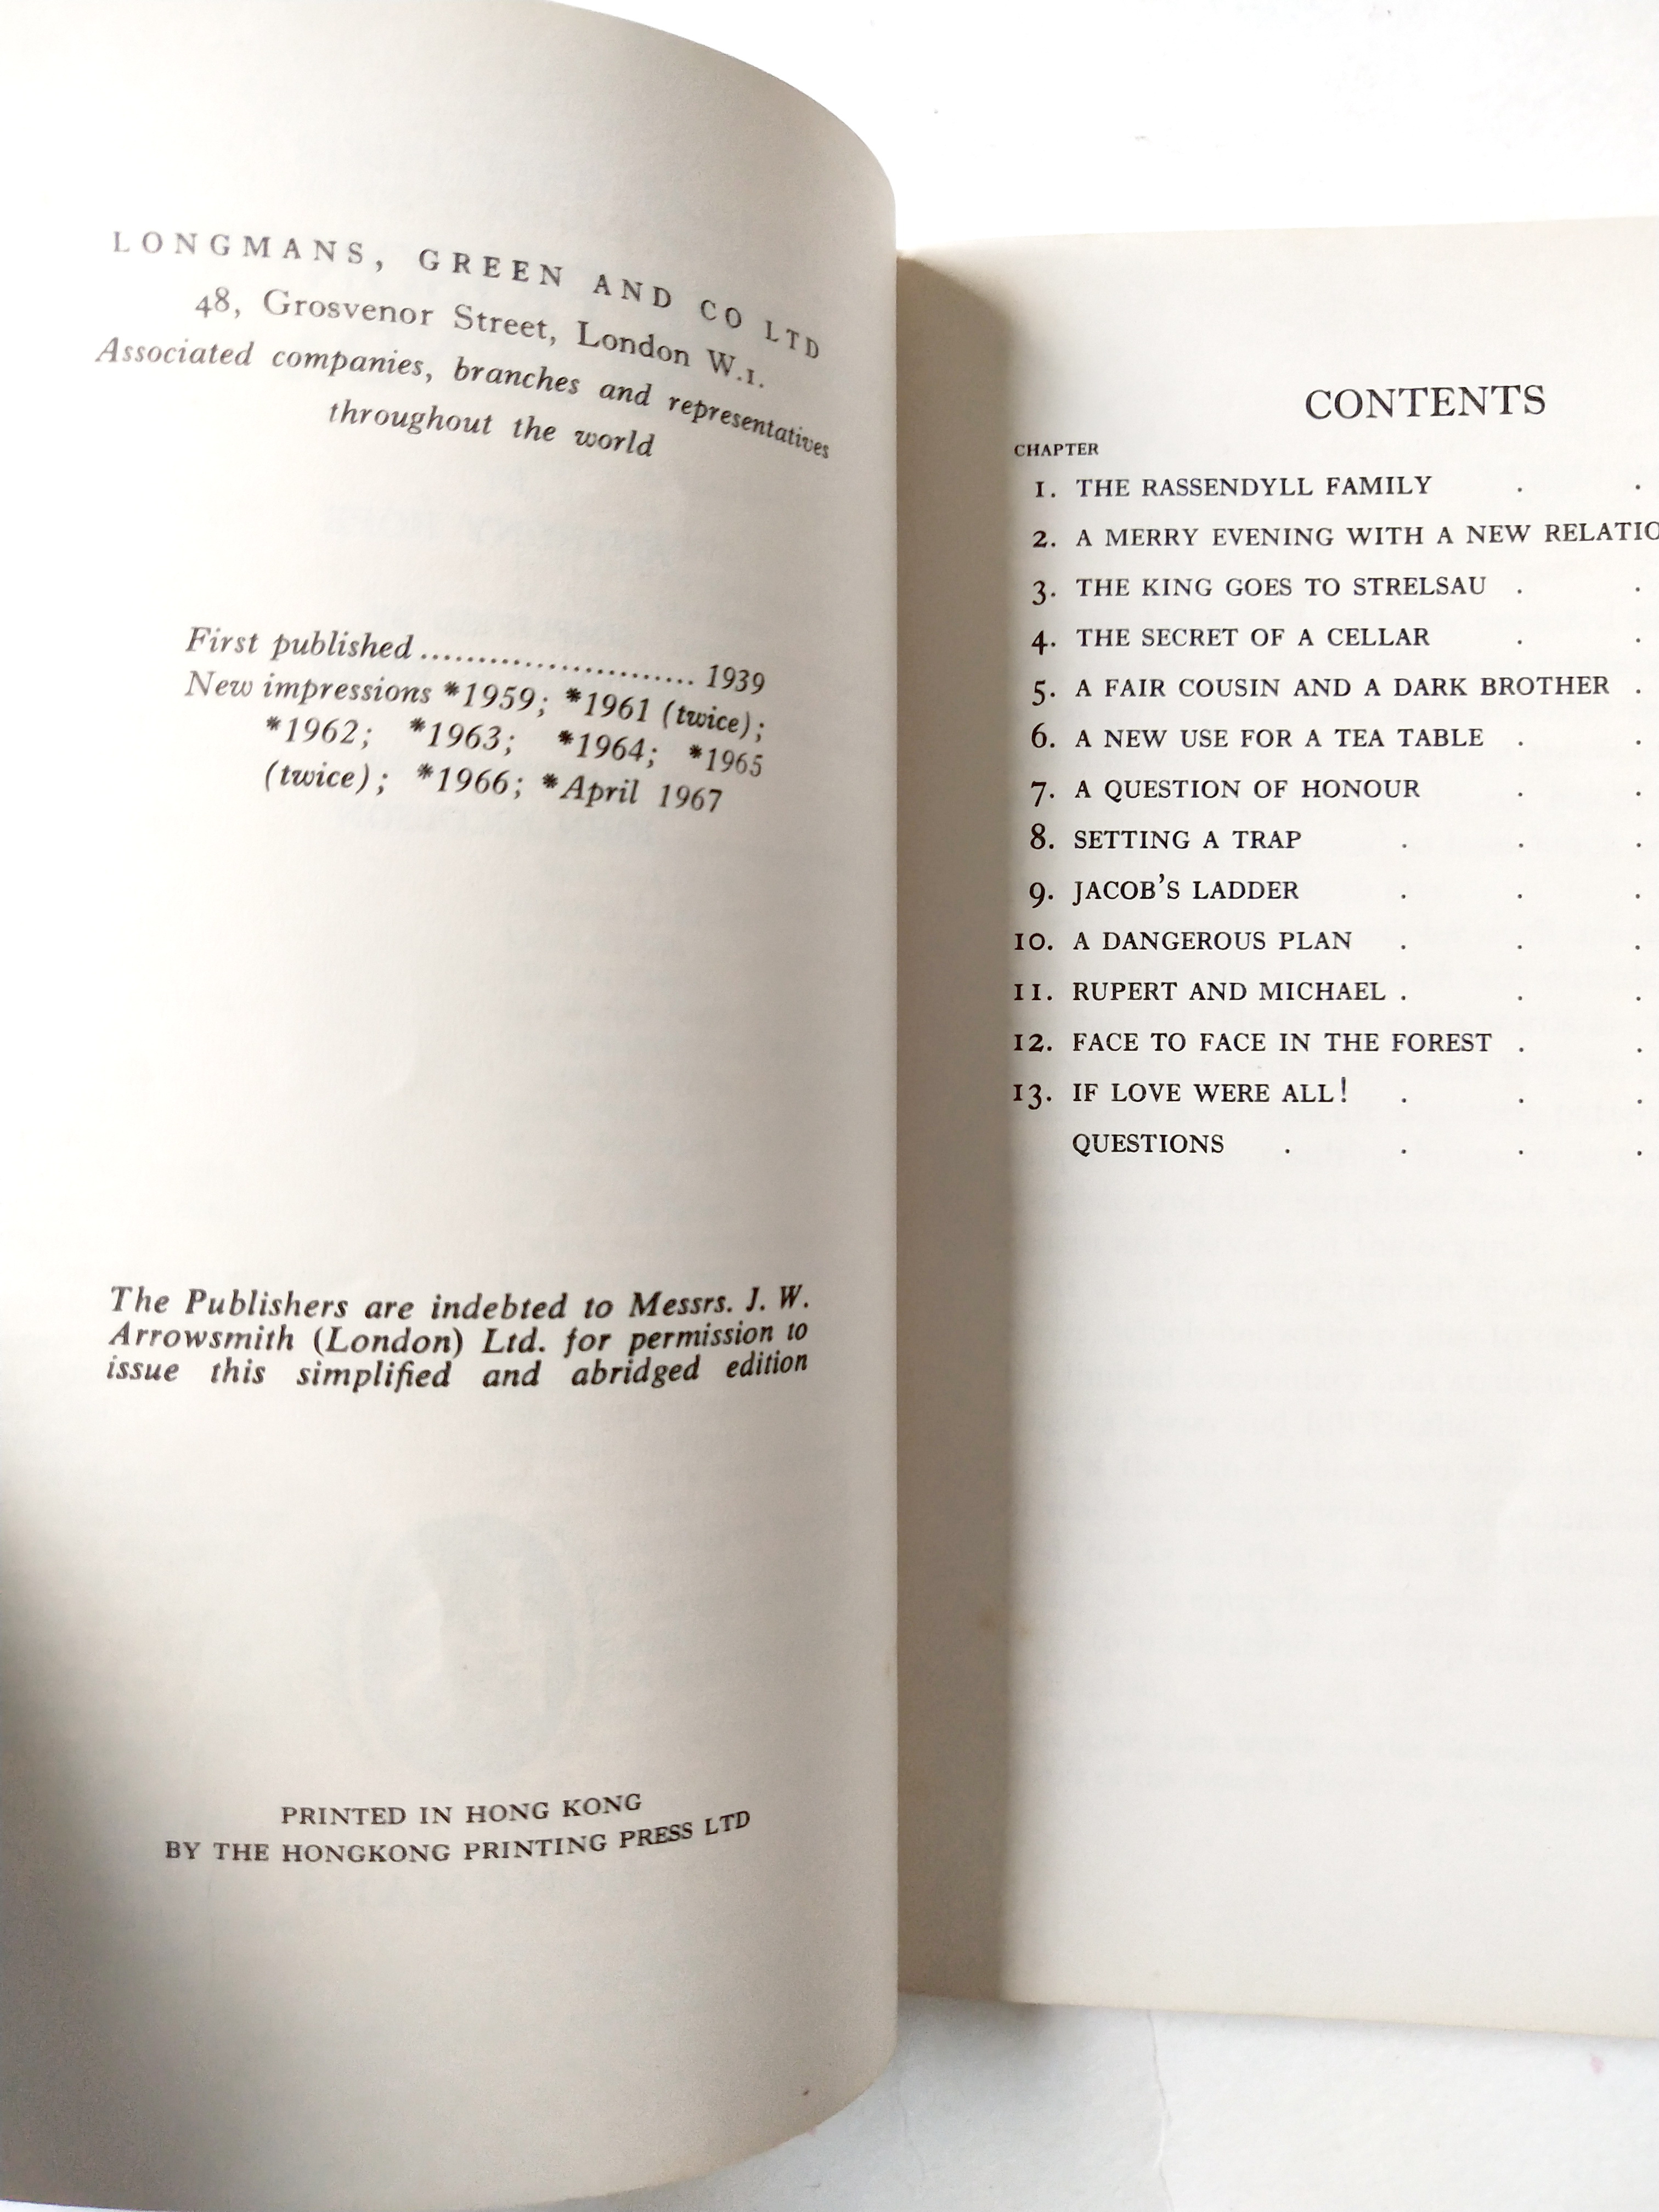 LONGMANS, GREEN AND CO LTD
48, Grosvenor Street, London W.1.
Associated companies, branches and representatives
throughout the world
First published ........................ 1939
New impressions *1959; *1961 (twice);
*1962; *1963; *1964; *1965
(twice); *1966; *April 1967
The Publishers are indebted to Messrs. J. W.
Arrowsmith (London) Ltd. for permission to
issue this simplified and abridged edition
PRINTED IN HONG KONG
BY THE HONGKONG PRINTING PRESS LTD
CONTENTS
CHAPTER
1. THE RASSENDYLL FAMILY . .
2. A MERRY EVENING WITH A NEW RELATIO
3. THE KING GOES TO STRELSAU . .
4. THE SECRET OF A CELLAR . .
5. A FAIR COUSIN AND A DARK BROTHER .
6. A NEW USE FOR A TEA TABLE . .
7. A QUESTION OF HONOUR . .
8. SETTING A TRAP . . .
9. JACOB'S LADDER . . .
10. A DANGEROUS PLAN . . .
11. RUPERT AND MICHAEL . . .
12. FACE TO FACE IN THE FOREST . .
13. IF LOVE WERE ALL! . . .
QUESTIONS . . . .